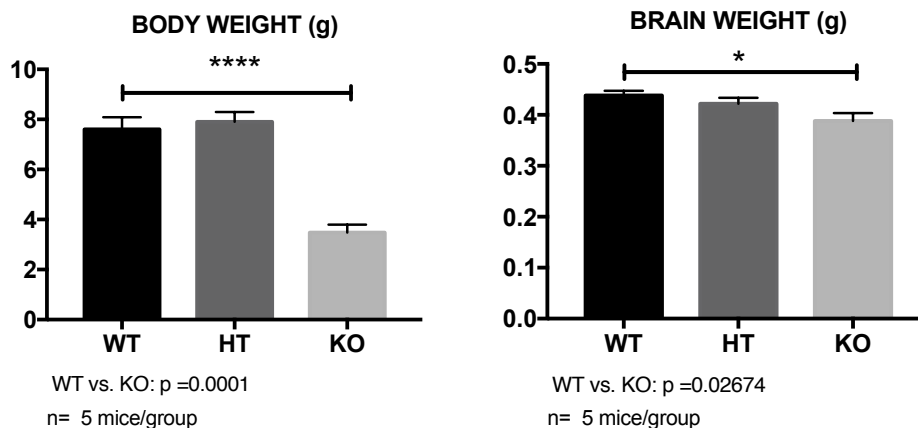 BODY WEIGHT (g)
****
10
8
6
4
2
0
WT HT KO
WT vs. KO: p =0.0001
n= 5 mice/group
BRAIN WEIGHT (g)
*
0.5
0.4
0.3
0.2
0.1
0.0
WT HT KO
WT vs. KO: p =0.02674
n= 5 mice/group